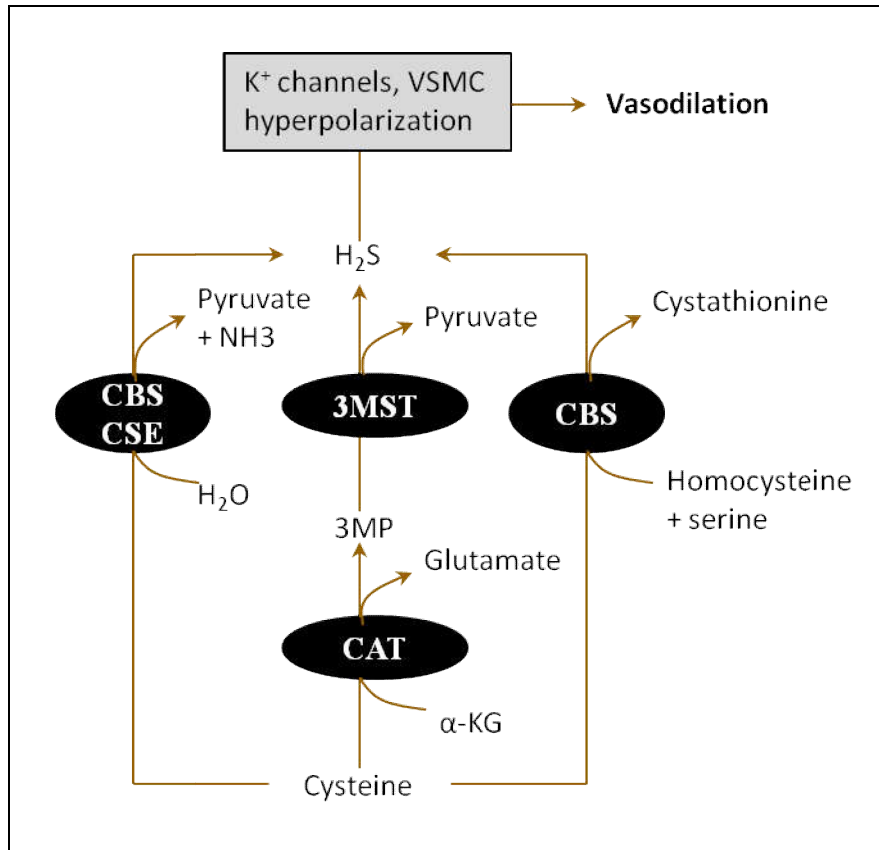 K⁺ channels, VSMC
hyperpolarization
Vasodilation
H₂S
Pyruvate
+ NH3
Pyruvate
Cystathionine
CBS
CSE
3MST
CBS
H₂O
Homocysteine
+ serine
3MP
Glutamate
CAT
α-KG
Cysteine